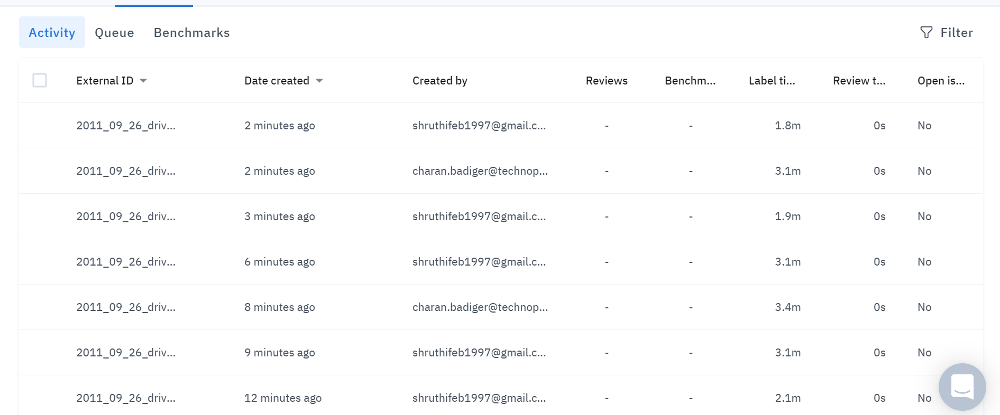 Activity Queue Benchmarks Filter
External ID Date created Created by Reviews Benchm... Label ti... Review t... Open is...
2011_09_26_driv... 2 minutes ago shruthifeb1997@gmail.c... - - 1.8m 0s No
2011_09_26_driv... 2 minutes ago charan.badiger@technop... - - 3.1m 0s No
2011_09_26_driv... 3 minutes ago shruthifeb1997@gmail.c... - - 1.9m 0s No
2011_09_26_driv... 6 minutes ago shruthifeb1997@gmail.c... - - 3.1m 0s No
2011_09_26_driv... 8 minutes ago charan.badiger@technop... - - 3.4m 0s No
2011_09_26_driv... 9 minutes ago shruthifeb1997@gmail.c... - - 3.1m 0s No
2011_09_26_driv... 12 minutes ago shruthifeb1997@gmail.c... - - 2.1m 0s No